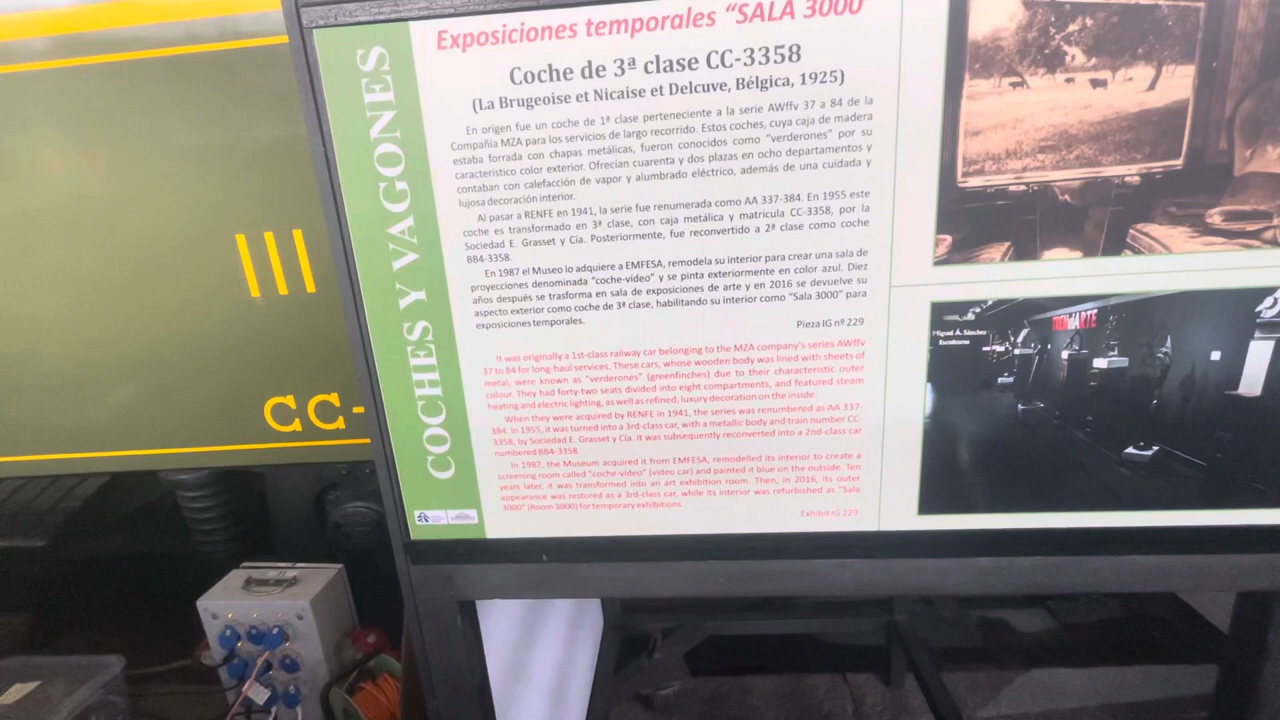 Exposiciones temporales “SALA 3000
Coche de 3ª clase CC-3358
(La Brugeoise et Nicaise et Delcuve, Bélgica, 1925)
En origen fue un coche de 1ª clase perteneciente a la serie AWffv 37 a 84 de la
Compañía MZA para los servicios de largo recorrido. Estos coches, cuya caja de madera
estaba forrada con chapas metálicas, fueron conocidos como “verderones” por su
característico color exterior. Ofrecían cuarenta y dos plazas en ocho departamentos y
contaban con calefacción de vapor y alumbrado eléctrico, además de una cuidada y
lujosa decoración interior.
Al pasar a RENFE en 1941, la serie fue renumerada como AA 337-384. En 1955 este
coche es transformado en 3ª clase, con caja metálica y matrícula CC-3358, por la
Sociedad E. Grasset y Cía. Posteriormente, fue reconvertido a 2ª clase como coche
BB4-3358.
En 1987 el Museo lo adquiere a EMFESA, remodela su interior para crear una sala de
proyecciones denominada “coche-vídeo” y se pinta exteriormente en color azul. Diez
años después se trasforma en sala de exposiciones de arte y en 2016 se devuelve su
aspecto exterior como coche de 3ª clase, habilitando su interior como “Sala 3000” para
exposiciones temporales.
Pieza IG nº 229
It was originally a 1st-class railway car belonging to the MZA company's series AWffv
37 to 84 for long-haul services. These cars, whose wooden body was lined with sheets of
metal, were known as “verderones” (greenfinches) due to their characteristic outer
colour. They had forty-two seats divided into eight compartments, and featured steam
heating and electric lighting, as well as refined, luxury decoration on the inside.
When they were acquired by RENFE in 1941, the series was renumbered as AA 337-
384. In 1955, it was turned into a 3rd-class car, with a metallic body and train number CC-
3358, by Sociedad E. Grasset y Cía. It was subsequently reconverted into a 2nd-class car
numbered BB4-3358.
In 1987, the Museum acquired it from EMFESA, remodelled its interior to create a
screening room called “coche-vídeo” (video car) and painted it blue on the outside. Ten
years later, it was transformed into an art exhibition room. Then, in 2016, its outer
appearance was restored as a 3rd-class car, while its interior was refurbished as “Sala
3000” (Room 3000) for temporary exhibitions.
Exhibit IG 229
COCHES Y VAGONES
III
CC-
Miguel Á. Sánchez
Esculturas